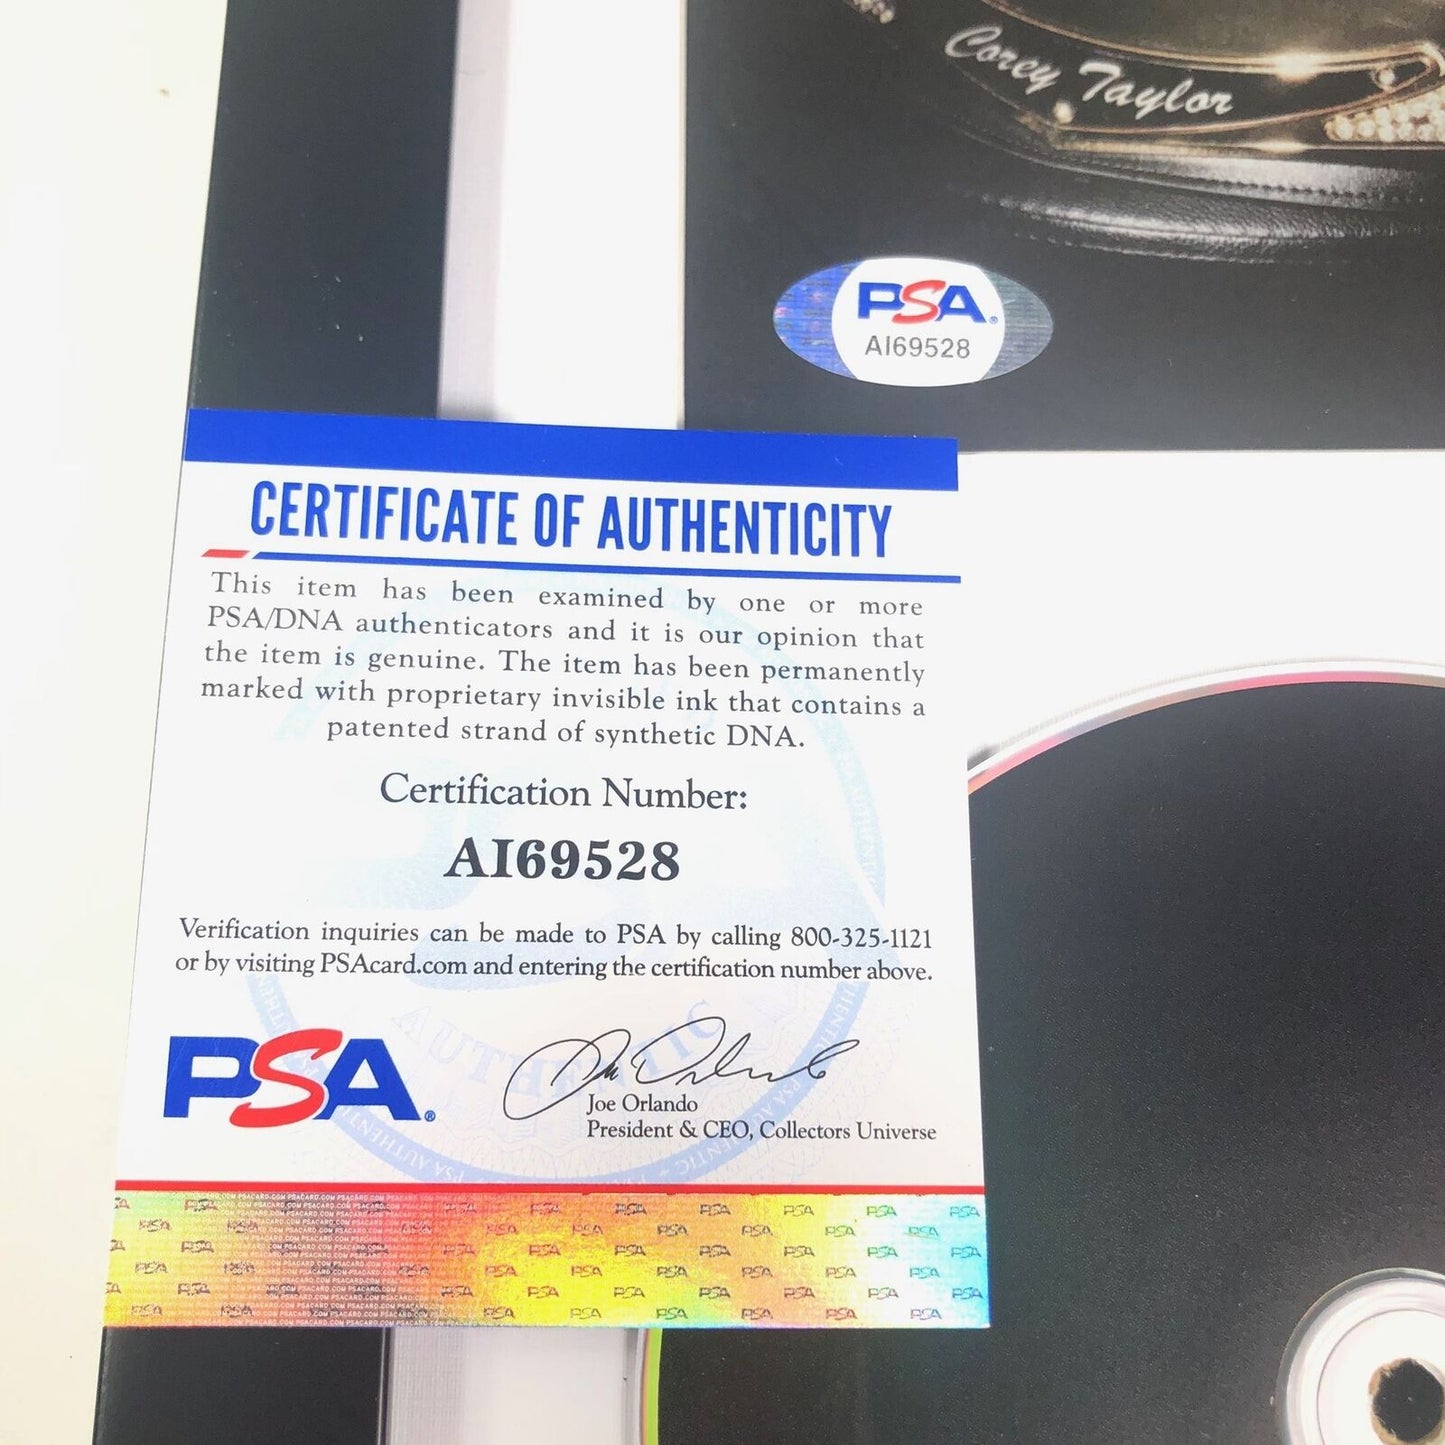 Corey Taylor
PSA®
AI69528
CERTIFICATE OF AUTHENTICITY
This item has been examined by one or more
PSA/DNA authenticators and it is our opinion that
the item is genuine. The item has been permanently
marked with proprietary invisible ink that contains a
patented strand of synthetic DNA.
Certification Number:
AI69528
Verification inquiries can be made to PSA by calling 800-325-1121
or by visiting PSAcard.com and entering the certification number above.
AUTHENTIC
PSA®
Joe Orlando
President & CEO, Collectors Universe